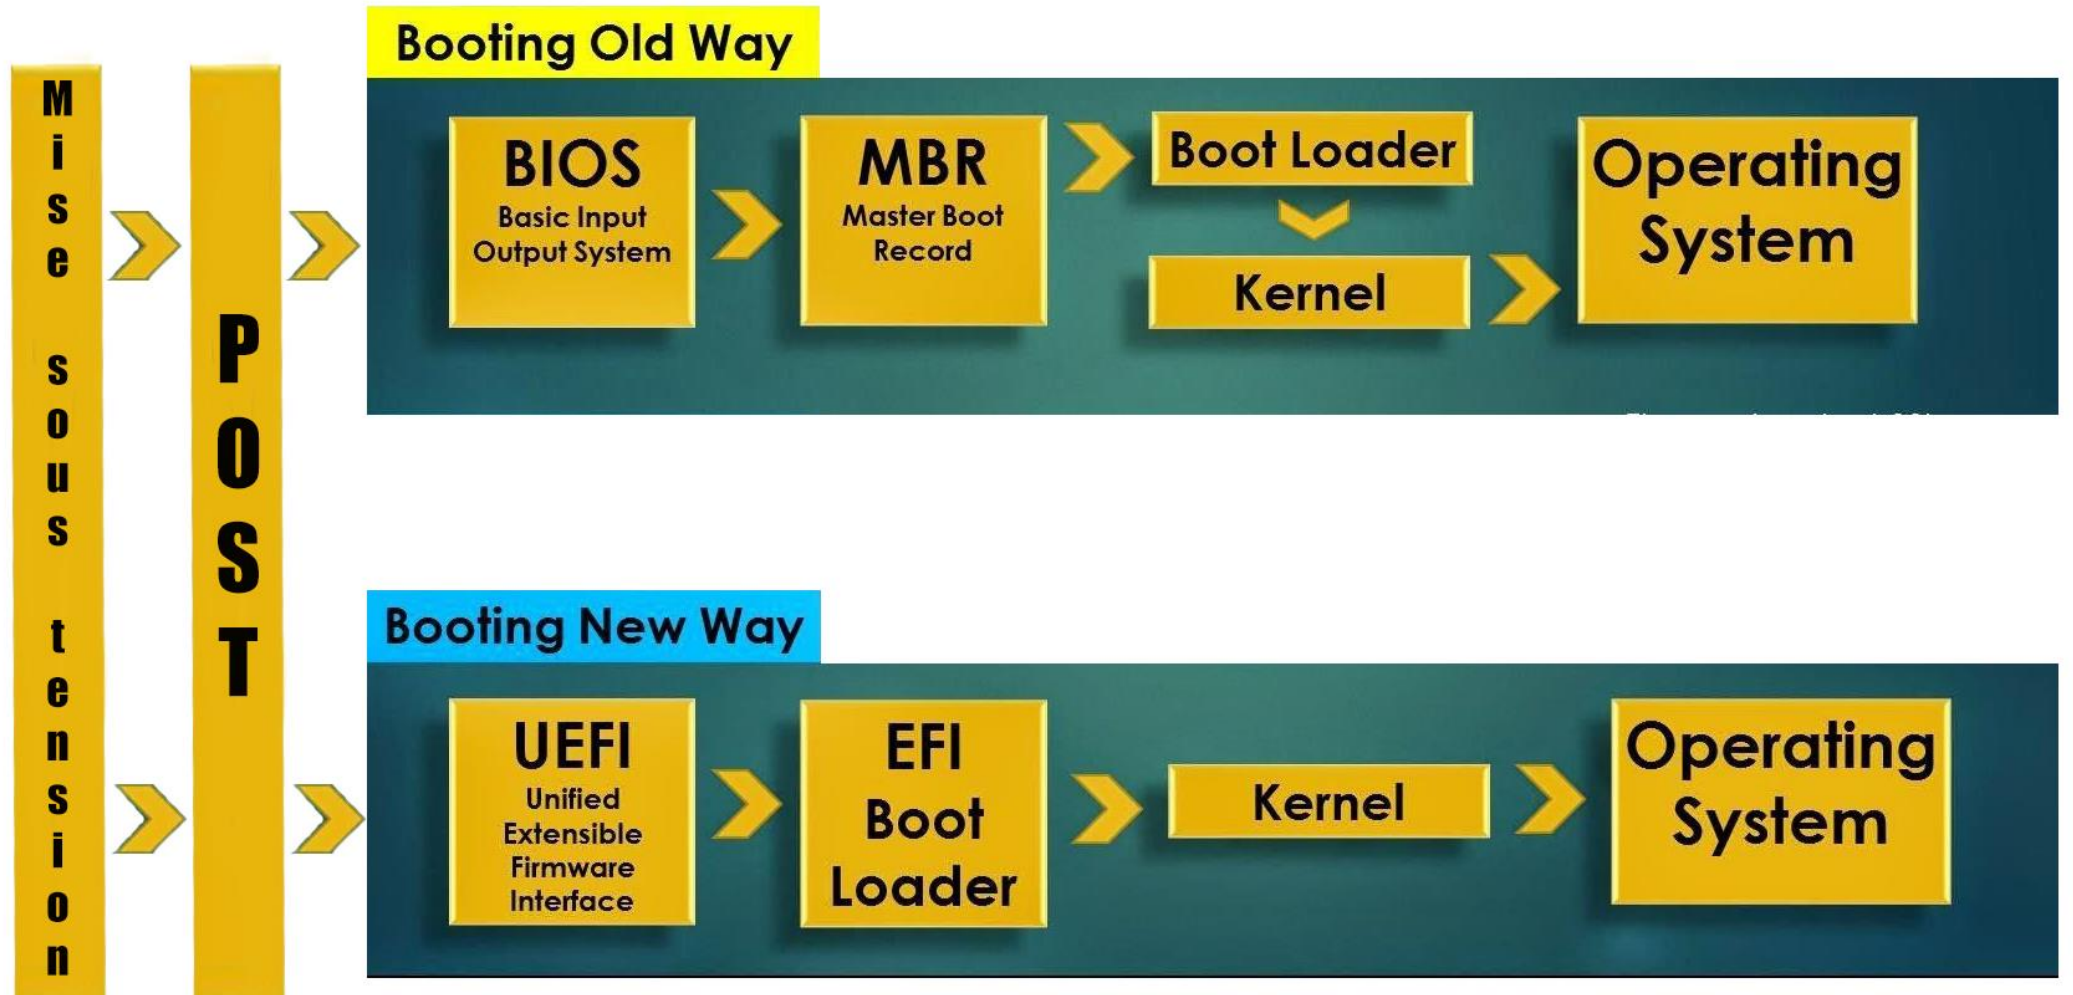 Mise sous tension
POST
Booting Old Way
BIOS
Basic Input
Output System
MBR
Master Boot
Record
Boot Loader
Kernel
Operating
System
Booting New Way
UEFI
Unified
Extensible
Firmware
Interface
EFI
Boot
Loader
Kernel
Operating
System